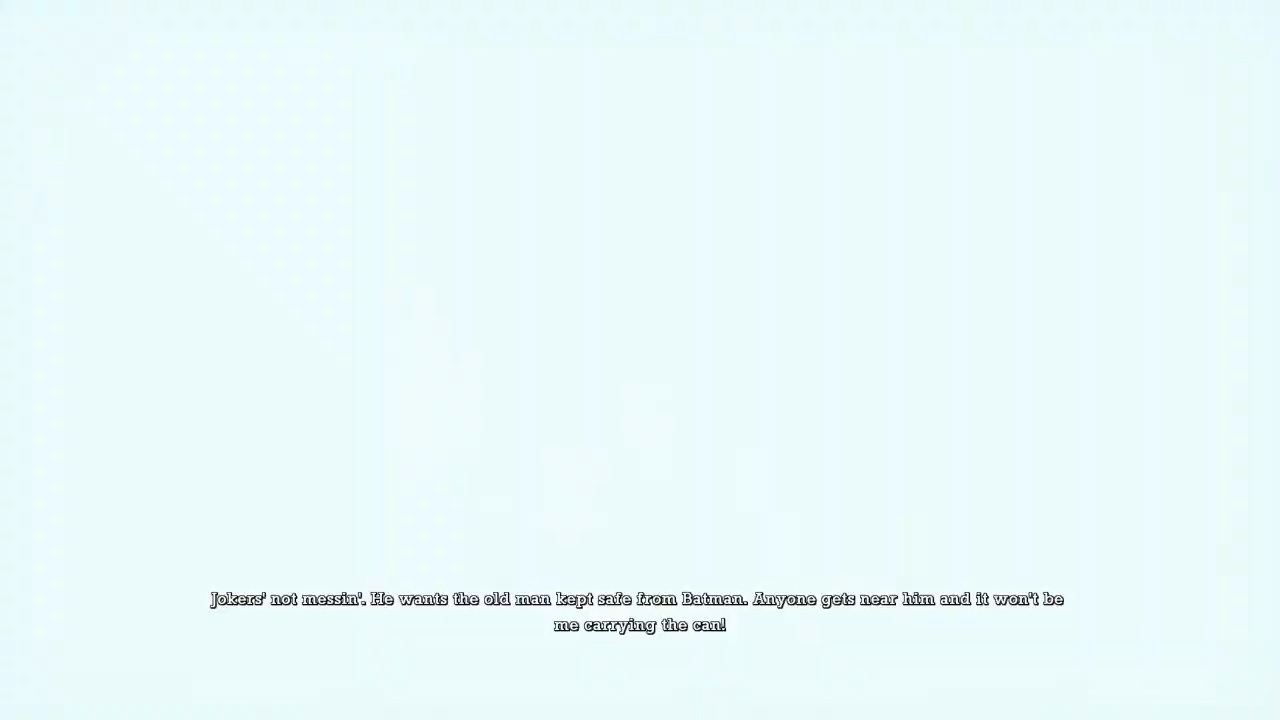 Jokers' not messin'. He wants the old man kept safe from Batman. Anyone gets near him and it won't be
me carrying the can!